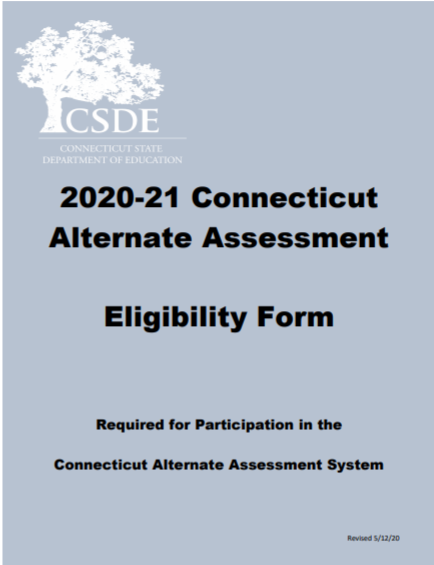 CSDE
CONNECTICUT STATE
DEPARTMENT OF EDUCATION
2020-21 Connecticut
Alternate Assessment
Eligibility Form
Required for Participation in the
Connecticut Alternate Assessment System
Revised 5/12/20